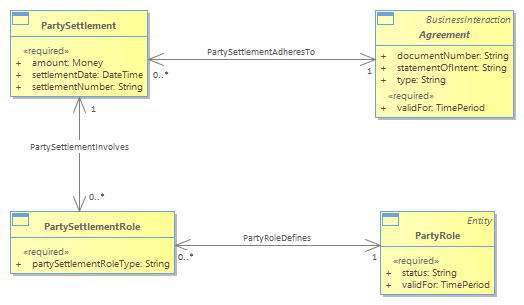 PartySettlement
«required»
+ amount: Money
+ settlementDate: DateTime
+ settlementNumber: String
PartySettlementAdheresTo
0..*
1
BusinessInteraction
Agreement
+ documentNumber: String
+ statementOfIntent: String
+ type: String
«required»
+ validFor: TimePeriod
1
PartySettlementInvolves
0..*
PartySettlementRole
«required»
+ partySettlementRoleType: String
PartyRoleDefines
0..*
1
Entity
PartyRole
«required»
+ status: String
+ validFor: TimePeriod